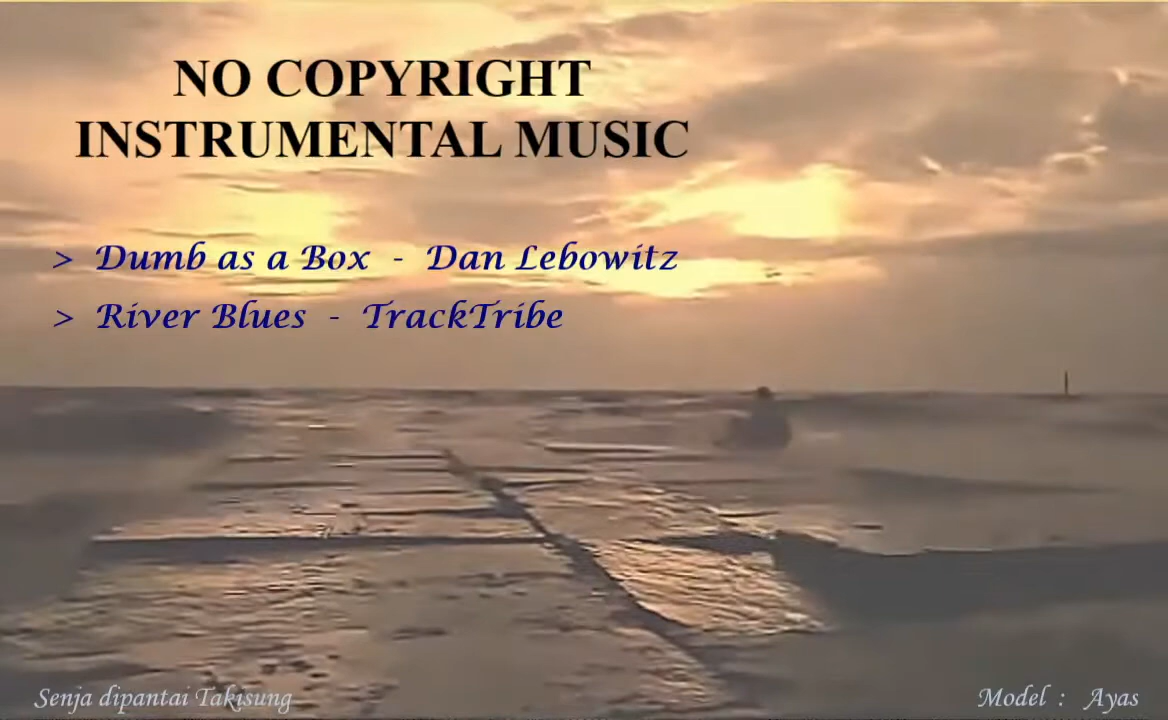 NO COPYRIGHT
INSTRUMENTAL MUSIC
> Dumb as a Box - Dan Lebowitz
> River Blues - TrackTribe
Senja dipantai Takisung
Model : Ayas